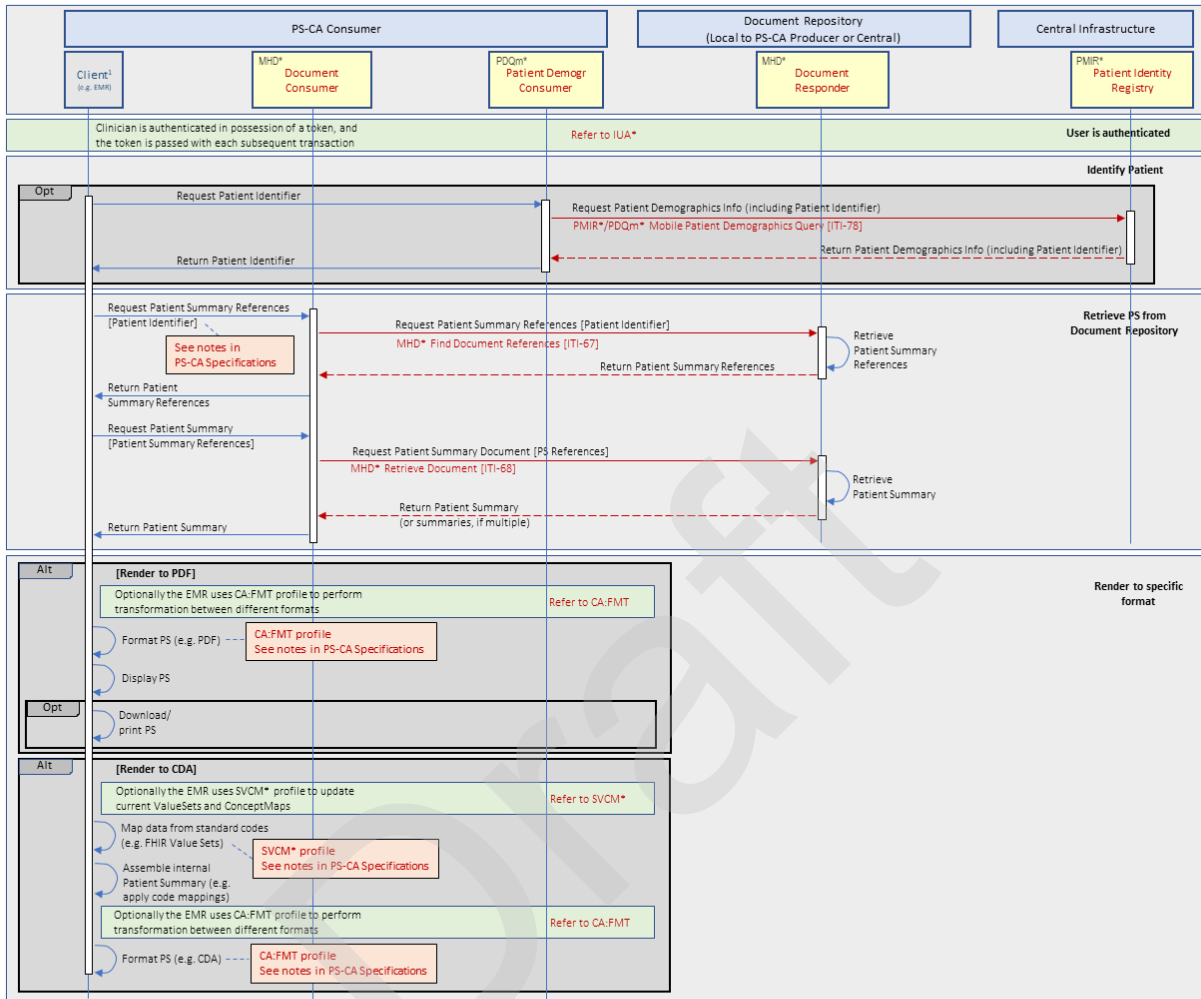 PS-CA Consumer
Document Repository
(Local to PS-CA Producer or Central)
Central Infrastructure
Client¹
(e.g. EMR)
MHD*
Document
Consumer
PDQm*
Patient Demogr
Consumer
MHD*
Document
Responder
PMIR*
Patient Identity
Registry
Clinician is authenticated in possession of a token, and
the token is passed with each subsequent transaction
Refer to IUA*
User is authenticated
Identify Patient
Opt
Request Patient Identifier
Request Patient Demographics Info (including Patient Identifier)
PMIR*/PDQm* Mobile Patient Demographics Query [ITI-78]
Return Patient Demographics Info (including Patient Identifier)
Return Patient Identifier
Retrieve PS from
Document Repository
Request Patient Summary References
[Patient Identifier]
See notes in
PS-CA Specifications
Request Patient Summary References [Patient Identifier]
MHD* Find Document References [ITI-67]
Retrieve
Patient Summary
References
Return Patient Summary References
Return Patient
Summary References
Request Patient Summary
[Patient Summary References]
Request Patient Summary Document [PS References]
MHD* Retrieve Document [ITI-68]
Retrieve
Patient Summary
Return Patient Summary
(or summaries, if multiple)
Return Patient Summary
Render to specific
format
Alt
[Render to PDF]
Optionally the EMR uses CA:FMT profile to perform
transformation between different formats
Refer to CA:FMT
Format PS (e.g. PDF)
CA:FMT profile
See notes in PS-CA Specifications
Display PS
Opt
Download/
print PS
Alt
[Render to CDA]
Optionally the EMR uses SVCM* profile to update
current ValueSets and ConceptMaps
Refer to SVCM*
Map data from standard codes
(e.g. FHIR Value Sets)
SVCM* profile
See notes in PS-CA Specifications
Assemble internal
Patient Summary (e.g.
apply code mappings)
Optionally the EMR uses CA:FMT profile to perform
transformation between different formats
Refer to CA:FMT
Format PS (e.g. CDA)
CA:FMT profile
See notes in PS-CA Specifications
Draft